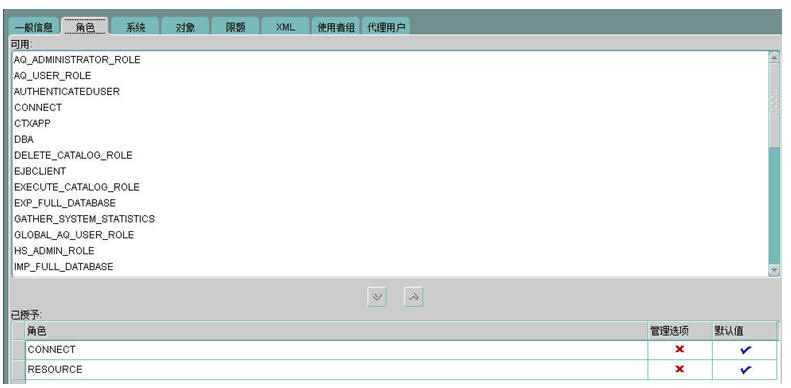 一般信息 角色 系统 对象 限额 XML 使用者组 代理用户
可用:
AQ_ADMINISTRATOR_ROLE
AQ_USER_ROLE
AUTHENTICATEDUSER
CONNECT
CTXAPP
DBA
DELETE_CATALOG_ROLE
EJBCLIENT
EXECUTE_CATALOG_ROLE
EXP_FULL_DATABASE
GATHER_SYSTEM_STATISTICS
GLOBAL_AQ_USER_ROLE
HS_ADMIN_ROLE
IMP_FULL_DATABASE
已授予:
角色 管理选项 默认值
CONNECT
RESOURCE